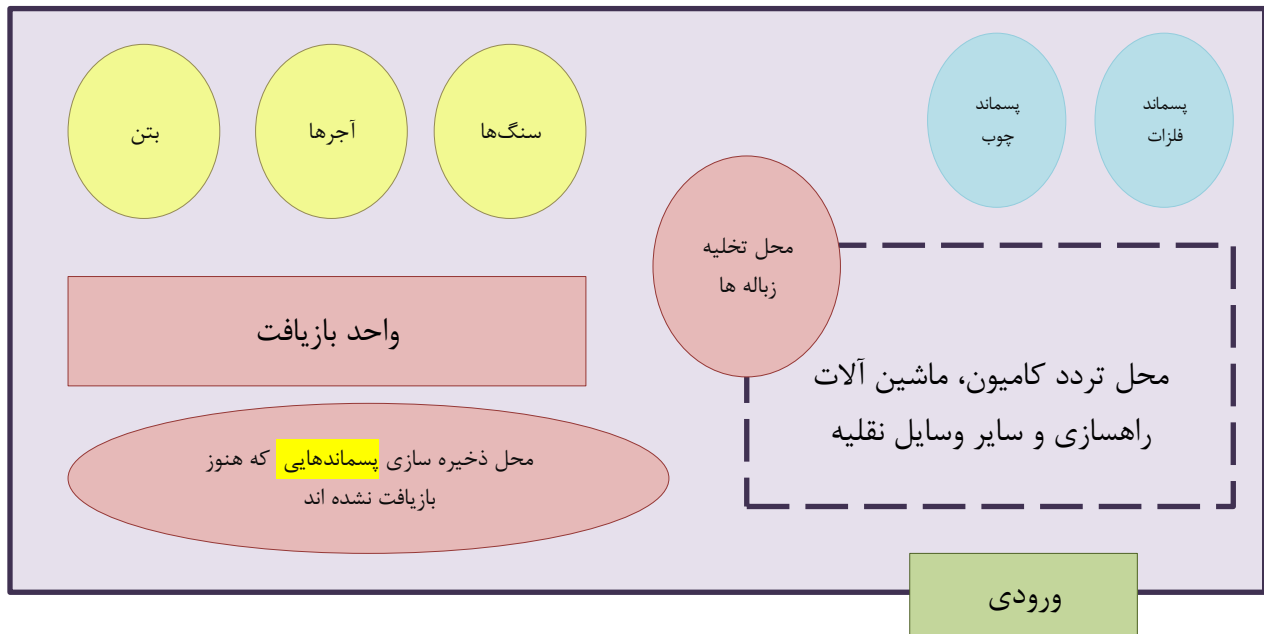 پسماند
فلزات
پسماند
چوب
سنگ‌ها
آجرها
بتن
محل تخلیه
زباله ها
واحد بازیافت
محل تردد کامیون، ماشین آلات
راهسازی و سایر وسایل نقلیه
محل ذخیره سازی پسماندهایی که هنوز
بازیافت نشده اند
ورودی